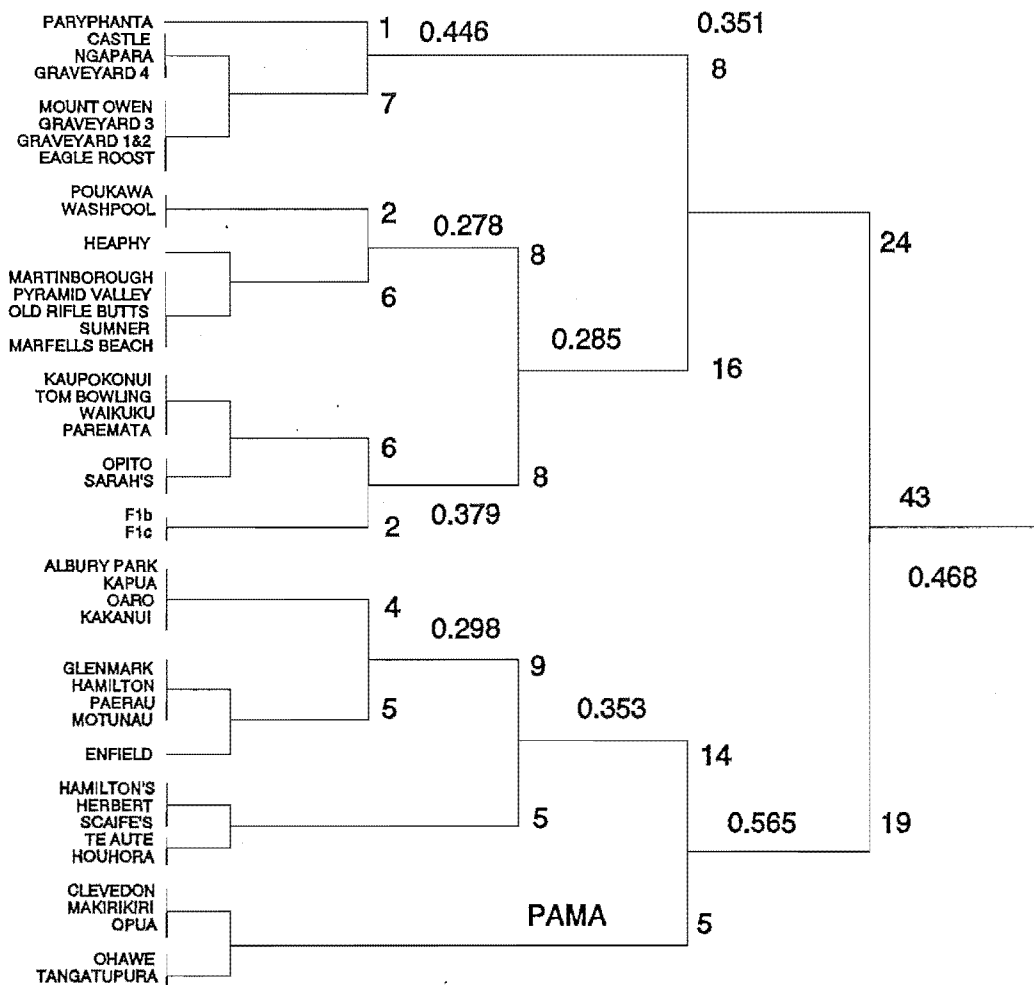 PARYPHANTA
CASTLE
NGAPARA
GRAVEYARD 4
MOUNT OWEN
GRAVEYARD 3
GRAVEYARD 1&2
EAGLE ROOST
POUKAWA
WASHPOOL
HEAPHY
MARTINBOROUGH
PYRAMID VALLEY
OLD RIFLE BUTTS
SUMNER
MARFELLS BEACH
KAUPOKONUI
TOM BOWLING
WAIKUKU
PAREMATA
OPITO
SARAH'S
F1b
F1c
ALBURY PARK
KAPUA
OARO
KAKANUI
GLENMARK
HAMILTON
PAERAU
MOTUNAU
ENFIELD
HAMILTON'S
HERBERT
SCAIFE'S
TE AUTE
HOUHORA
CLEVEDON
MAKIRIKIRI
OPUA
OHAWE
TANGATUPURA
1
0.446
7
2
0.278
6
8
0.285
6
8
2
0.379
0.351
8
16
24
4
0.298
5
9
0.353
5
14
0.565
PAMA
5
19
43
0.468